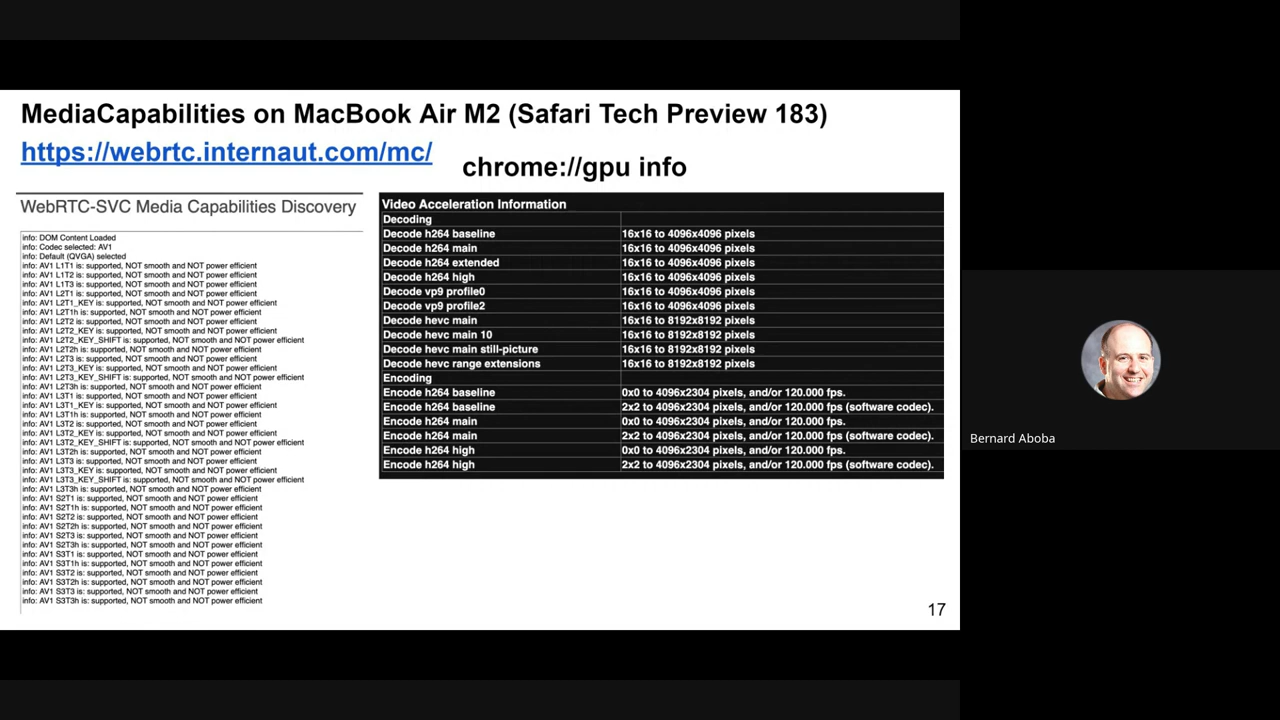 MediaCapabilities on MacBook Air M2 (Safari Tech Preview 183)
https://webrtc.internaut.com/mc/
chrome://gpu info
WebRTC-SVC Media Capabilities Discovery
info: DOM Content Loaded
info: Codec selected: AV1
info: Default (QVGA) selected
info: AV1 L1T1 is: supported, NOT smooth and NOT power efficient
info: AV1 L1T2 is: supported, NOT smooth and NOT power efficient
info: AV1 L1T3 is: supported, NOT smooth and NOT power efficient
info: AV1 L2T1 is: supported, NOT smooth and NOT power efficient
info: AV1 L2T1_KEY is: supported, NOT smooth and NOT power efficient
info: AV1 L2T1h is: supported, NOT smooth and NOT power efficient
info: AV1 L2T2 is: supported, NOT smooth and NOT power efficient
info: AV1 L2T2_KEY is: supported, NOT smooth and NOT power efficient
info: AV1 L2T2_KEY_SHIFT is: supported, NOT smooth and NOT power efficient
info: AV1 L2T2h is: supported, NOT smooth and NOT power efficient
info: AV1 L2T3 is: supported, NOT smooth and NOT power efficient
info: AV1 L2T3_KEY is: supported, NOT smooth and NOT power efficient
info: AV1 L2T3_KEY_SHIFT is: supported, NOT smooth and NOT power efficient
info: AV1 L2T3h is: supported, NOT smooth and NOT power efficient
info: AV1 L3T1 is: supported, NOT smooth and NOT power efficient
info: AV1 L3T1_KEY is: supported, NOT smooth and NOT power efficient
info: AV1 L3T1h is: supported, NOT smooth and NOT power efficient
info: AV1 L3T2 is: supported, NOT smooth and NOT power efficient
info: AV1 L3T2_KEY is: supported, NOT smooth and NOT power efficient
info: AV1 L3T2_KEY_SHIFT is: supported, NOT smooth and NOT power efficient
info: AV1 L3T2h is: supported, NOT smooth and NOT power efficient
info: AV1 L3T3 is: supported, NOT smooth and NOT power efficient
info: AV1 L3T3_KEY is: supported, NOT smooth and NOT power efficient
info: AV1 L3T3_KEY_SHIFT is: supported, NOT smooth and NOT power efficient
info: AV1 L3T3h is: supported, NOT smooth and NOT power efficient
info: AV1 S2T1 is: supported, NOT smooth and NOT power efficient
info: AV1 S2T1h is: supported, NOT smooth and NOT power efficient
info: AV1 S2T2 is: supported, NOT smooth and NOT power efficient
info: AV1 S2T2h is: supported, NOT smooth and NOT power efficient
info: AV1 S2T3 is: supported, NOT smooth and NOT power efficient
info: AV1 S2T3h is: supported, NOT smooth and NOT power efficient
info: AV1 S3T1 is: supported, NOT smooth and NOT power efficient
info: AV1 S3T1h is: supported, NOT smooth and NOT power efficient
info: AV1 S3T2 is: supported, NOT smooth and NOT power efficient
info: AV1 S3T2h is: supported, NOT smooth and NOT power efficient
info: AV1 S3T3 is: supported, NOT smooth and NOT power efficient
info: AV1 S3T3h is: supported, NOT smooth and NOT power efficient
Video Acceleration Information
Decoding
Decode h264 baseline 16x16 to 4096x4096 pixels
Decode h264 main 16x16 to 4096x4096 pixels
Decode h264 extended 16x16 to 4096x4096 pixels
Decode h264 high 16x16 to 4096x4096 pixels
Decode vp9 profile0 16x16 to 4096x4096 pixels
Decode vp9 profile2 16x16 to 4096x4096 pixels
Decode hevc main 16x16 to 8192x8192 pixels
Decode hevc main 10 16x16 to 8192x8192 pixels
Decode hevc main still-picture 16x16 to 8192x8192 pixels
Decode hevc range extensions 16x16 to 8192x8192 pixels
Encoding
Encode h264 baseline 0x0 to 4096x2304 pixels, and/or 120.000 fps.
Encode h264 baseline 2x2 to 4096x2304 pixels, and/or 120.000 fps (software codec).
Encode h264 main 0x0 to 4096x2304 pixels, and/or 120.000 fps.
Encode h264 main 2x2 to 4096x2304 pixels, and/or 120.000 fps (software codec).
Encode h264 high 0x0 to 4096x2304 pixels, and/or 120.000 fps.
Encode h264 high 2x2 to 4096x2304 pixels, and/or 120.000 fps (software codec).
17
Bernard Aboba